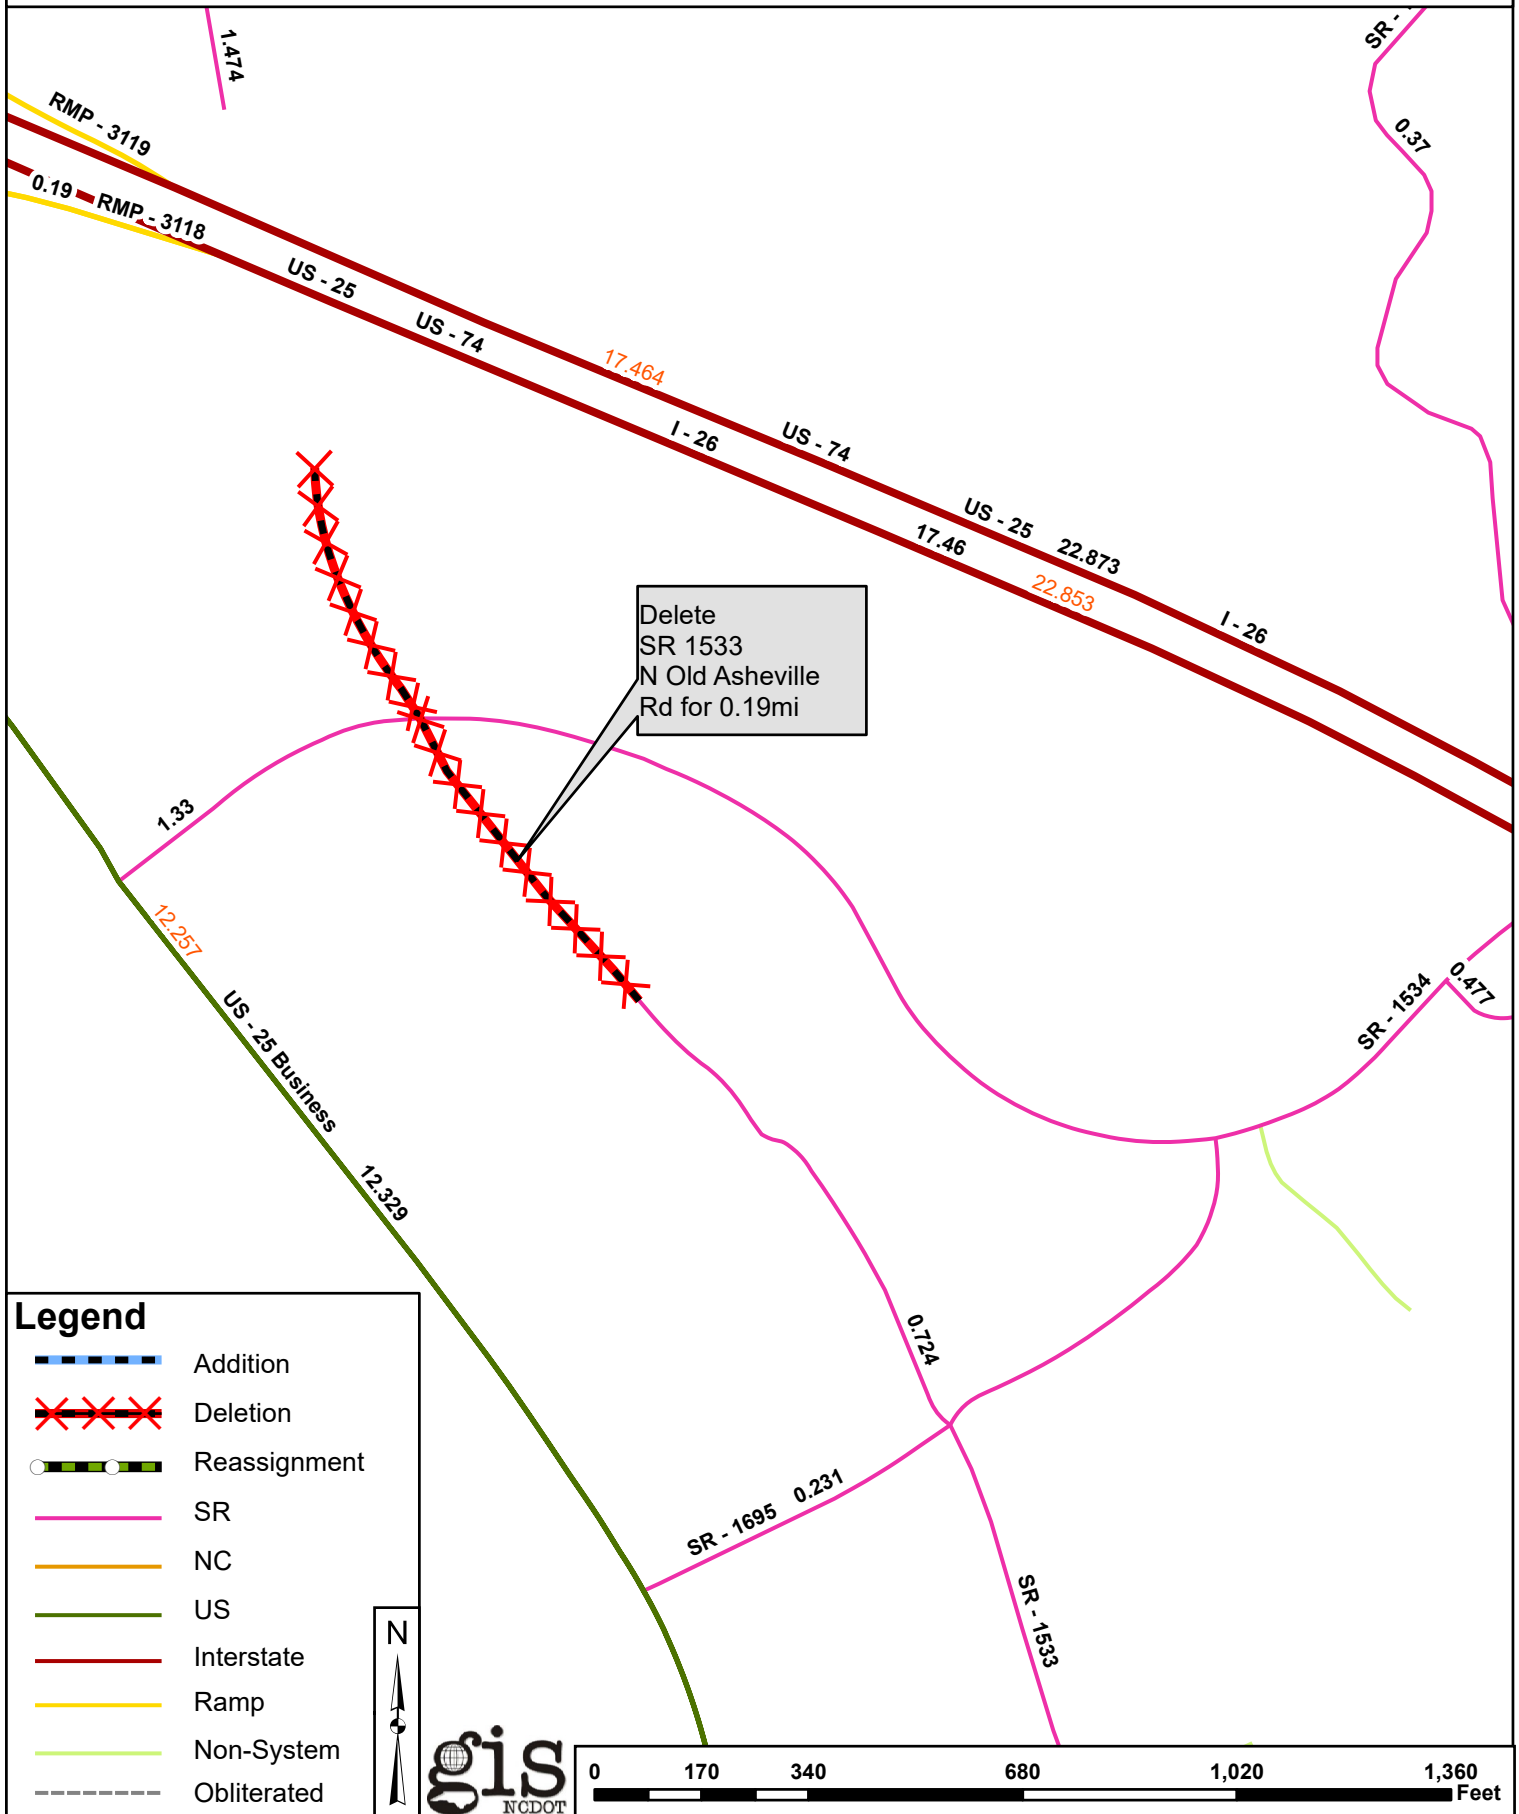 1.474
SR -
RMP - 3119
0.37
0.19
RMP - 3118
US - 25
US - 74
17.464
I - 26
US - 74
US - 25
22.873
17.46
22.853
I - 26
Delete
SR 1533
N Old Asheville
Rd for 0.19mi
1.33
12.257
US - 25 Business
12.329
SR - 1534
0.477
0.724
SR - 1695
0.231
SR - 1533
Legend
Addition
Deletion
Reassignment
SR
NC
US
Interstate
Ramp
Non-System
Obliterated
N
gis
NCDOT
0 170 340 680 1,020 1,360
Feet